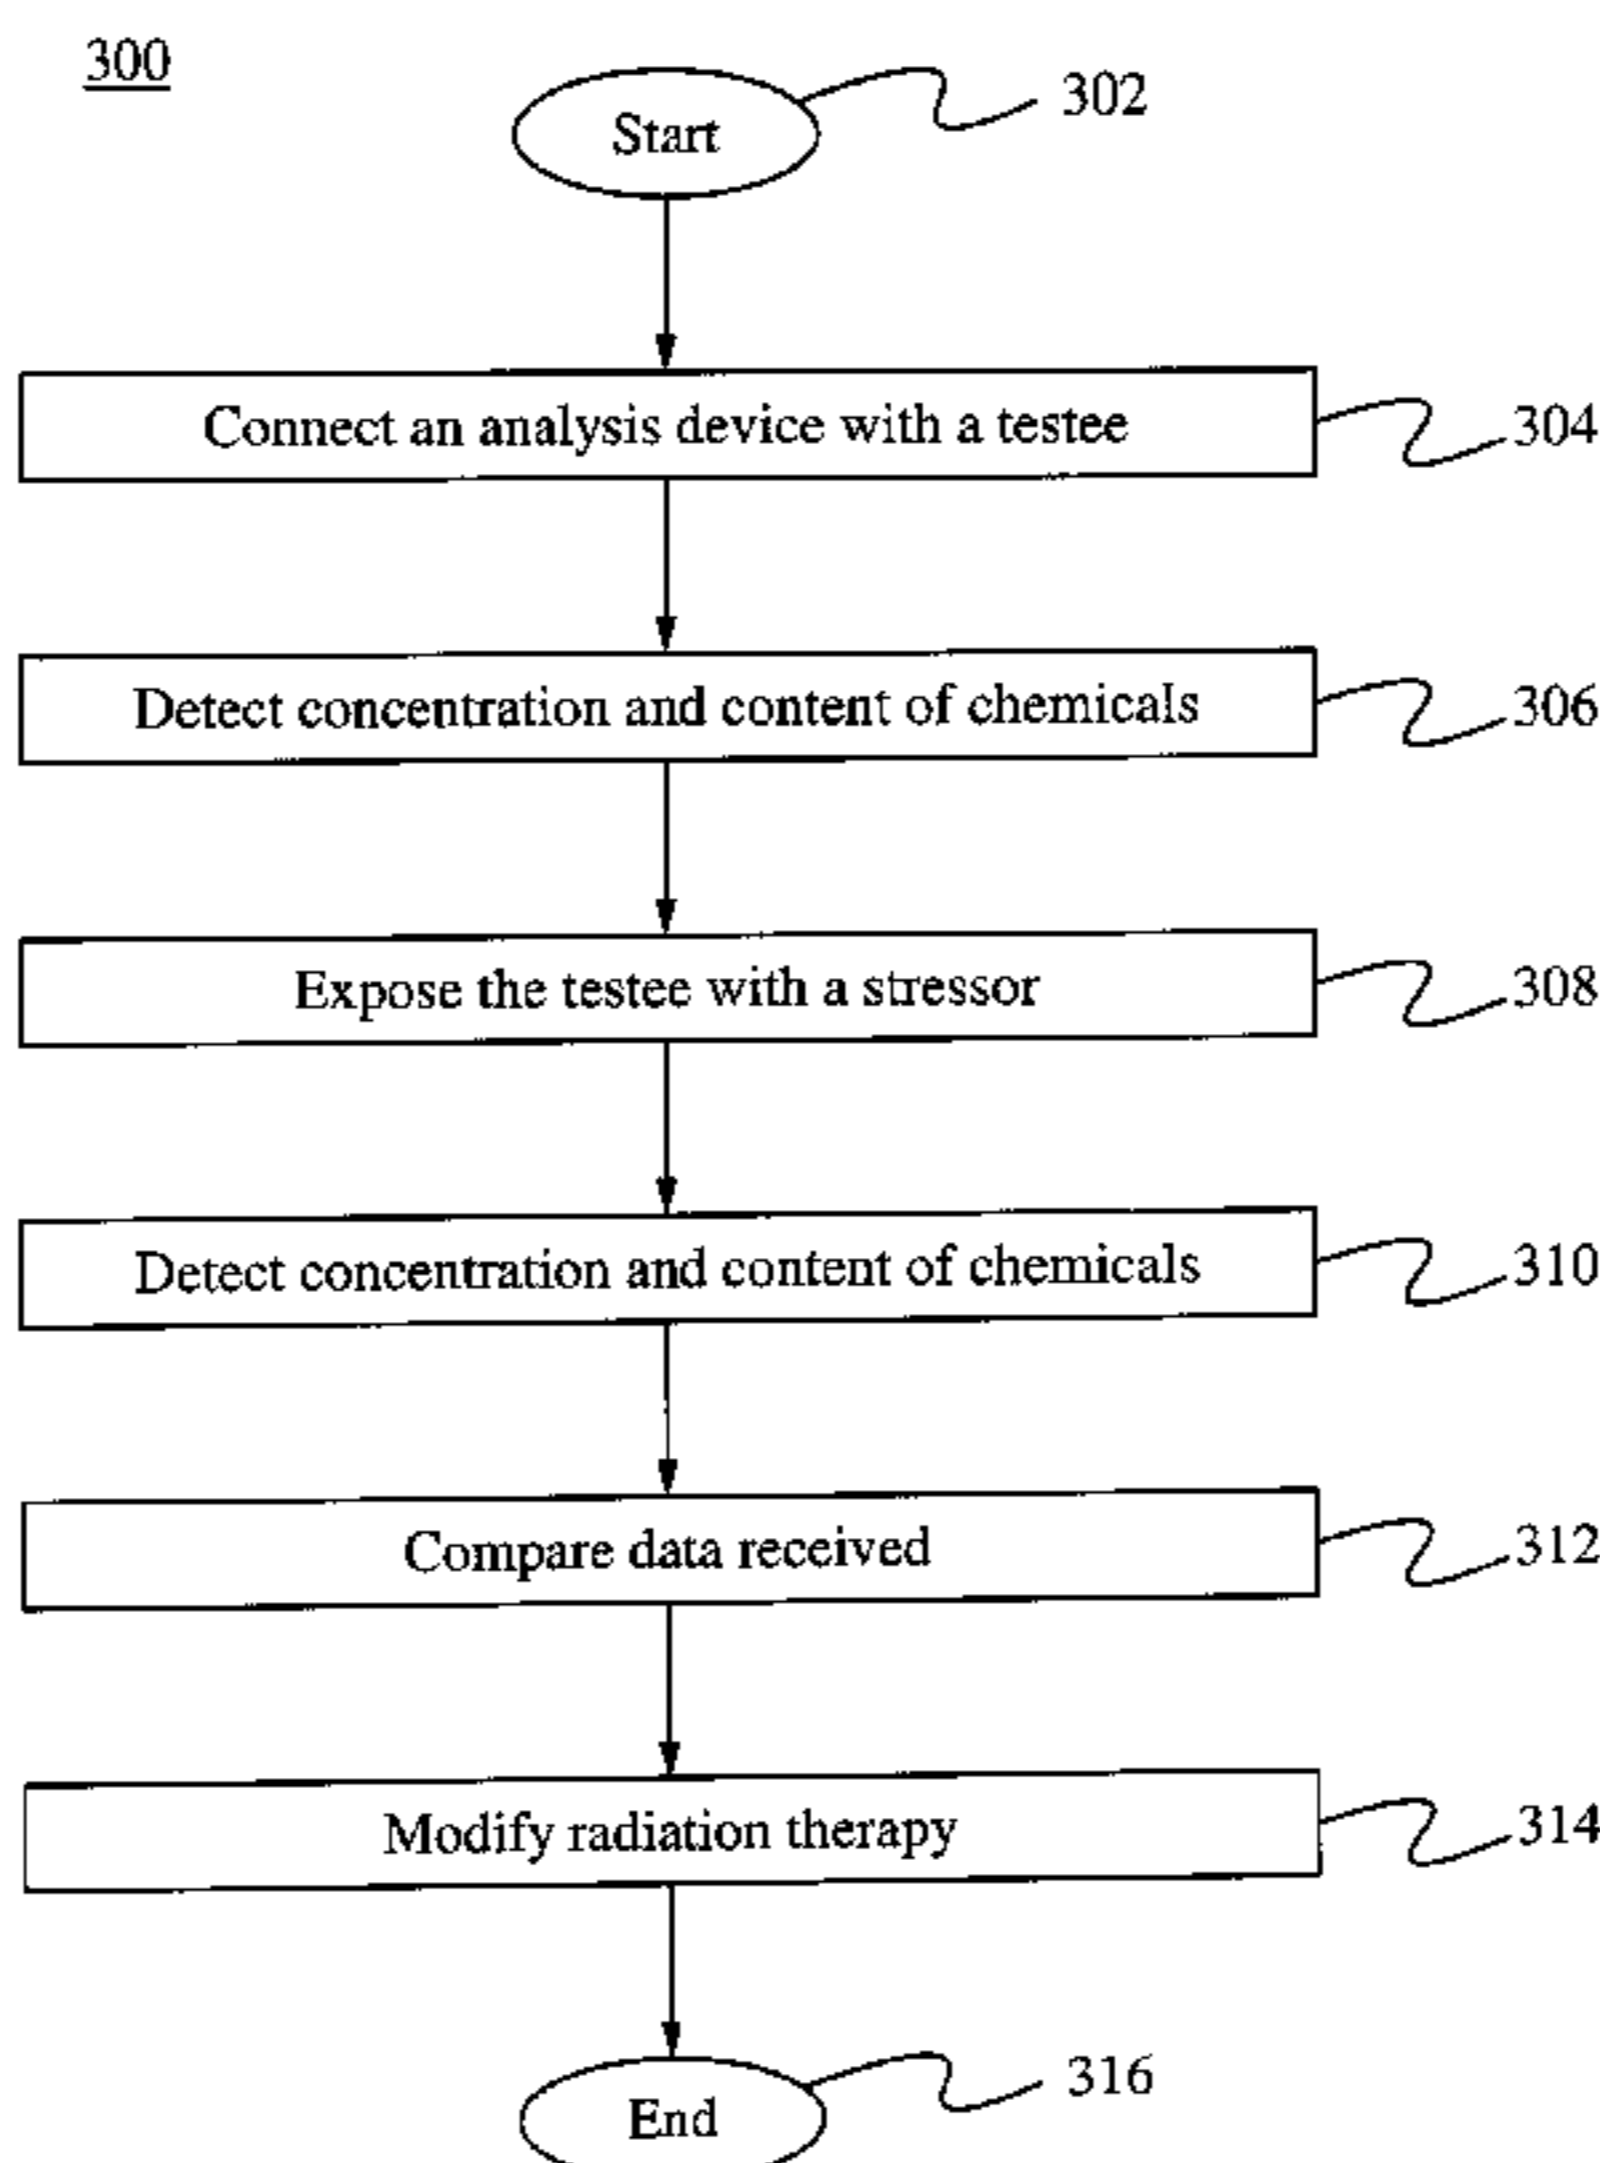 300
Start
302
Connect an analysis device with a testee
304
Detect concentration and content of chemicals
306
Expose the testee with a stressor
308
Detect concentration and content of chemicals
310
Compare data received
312
Modify radiation therapy
314
End
316